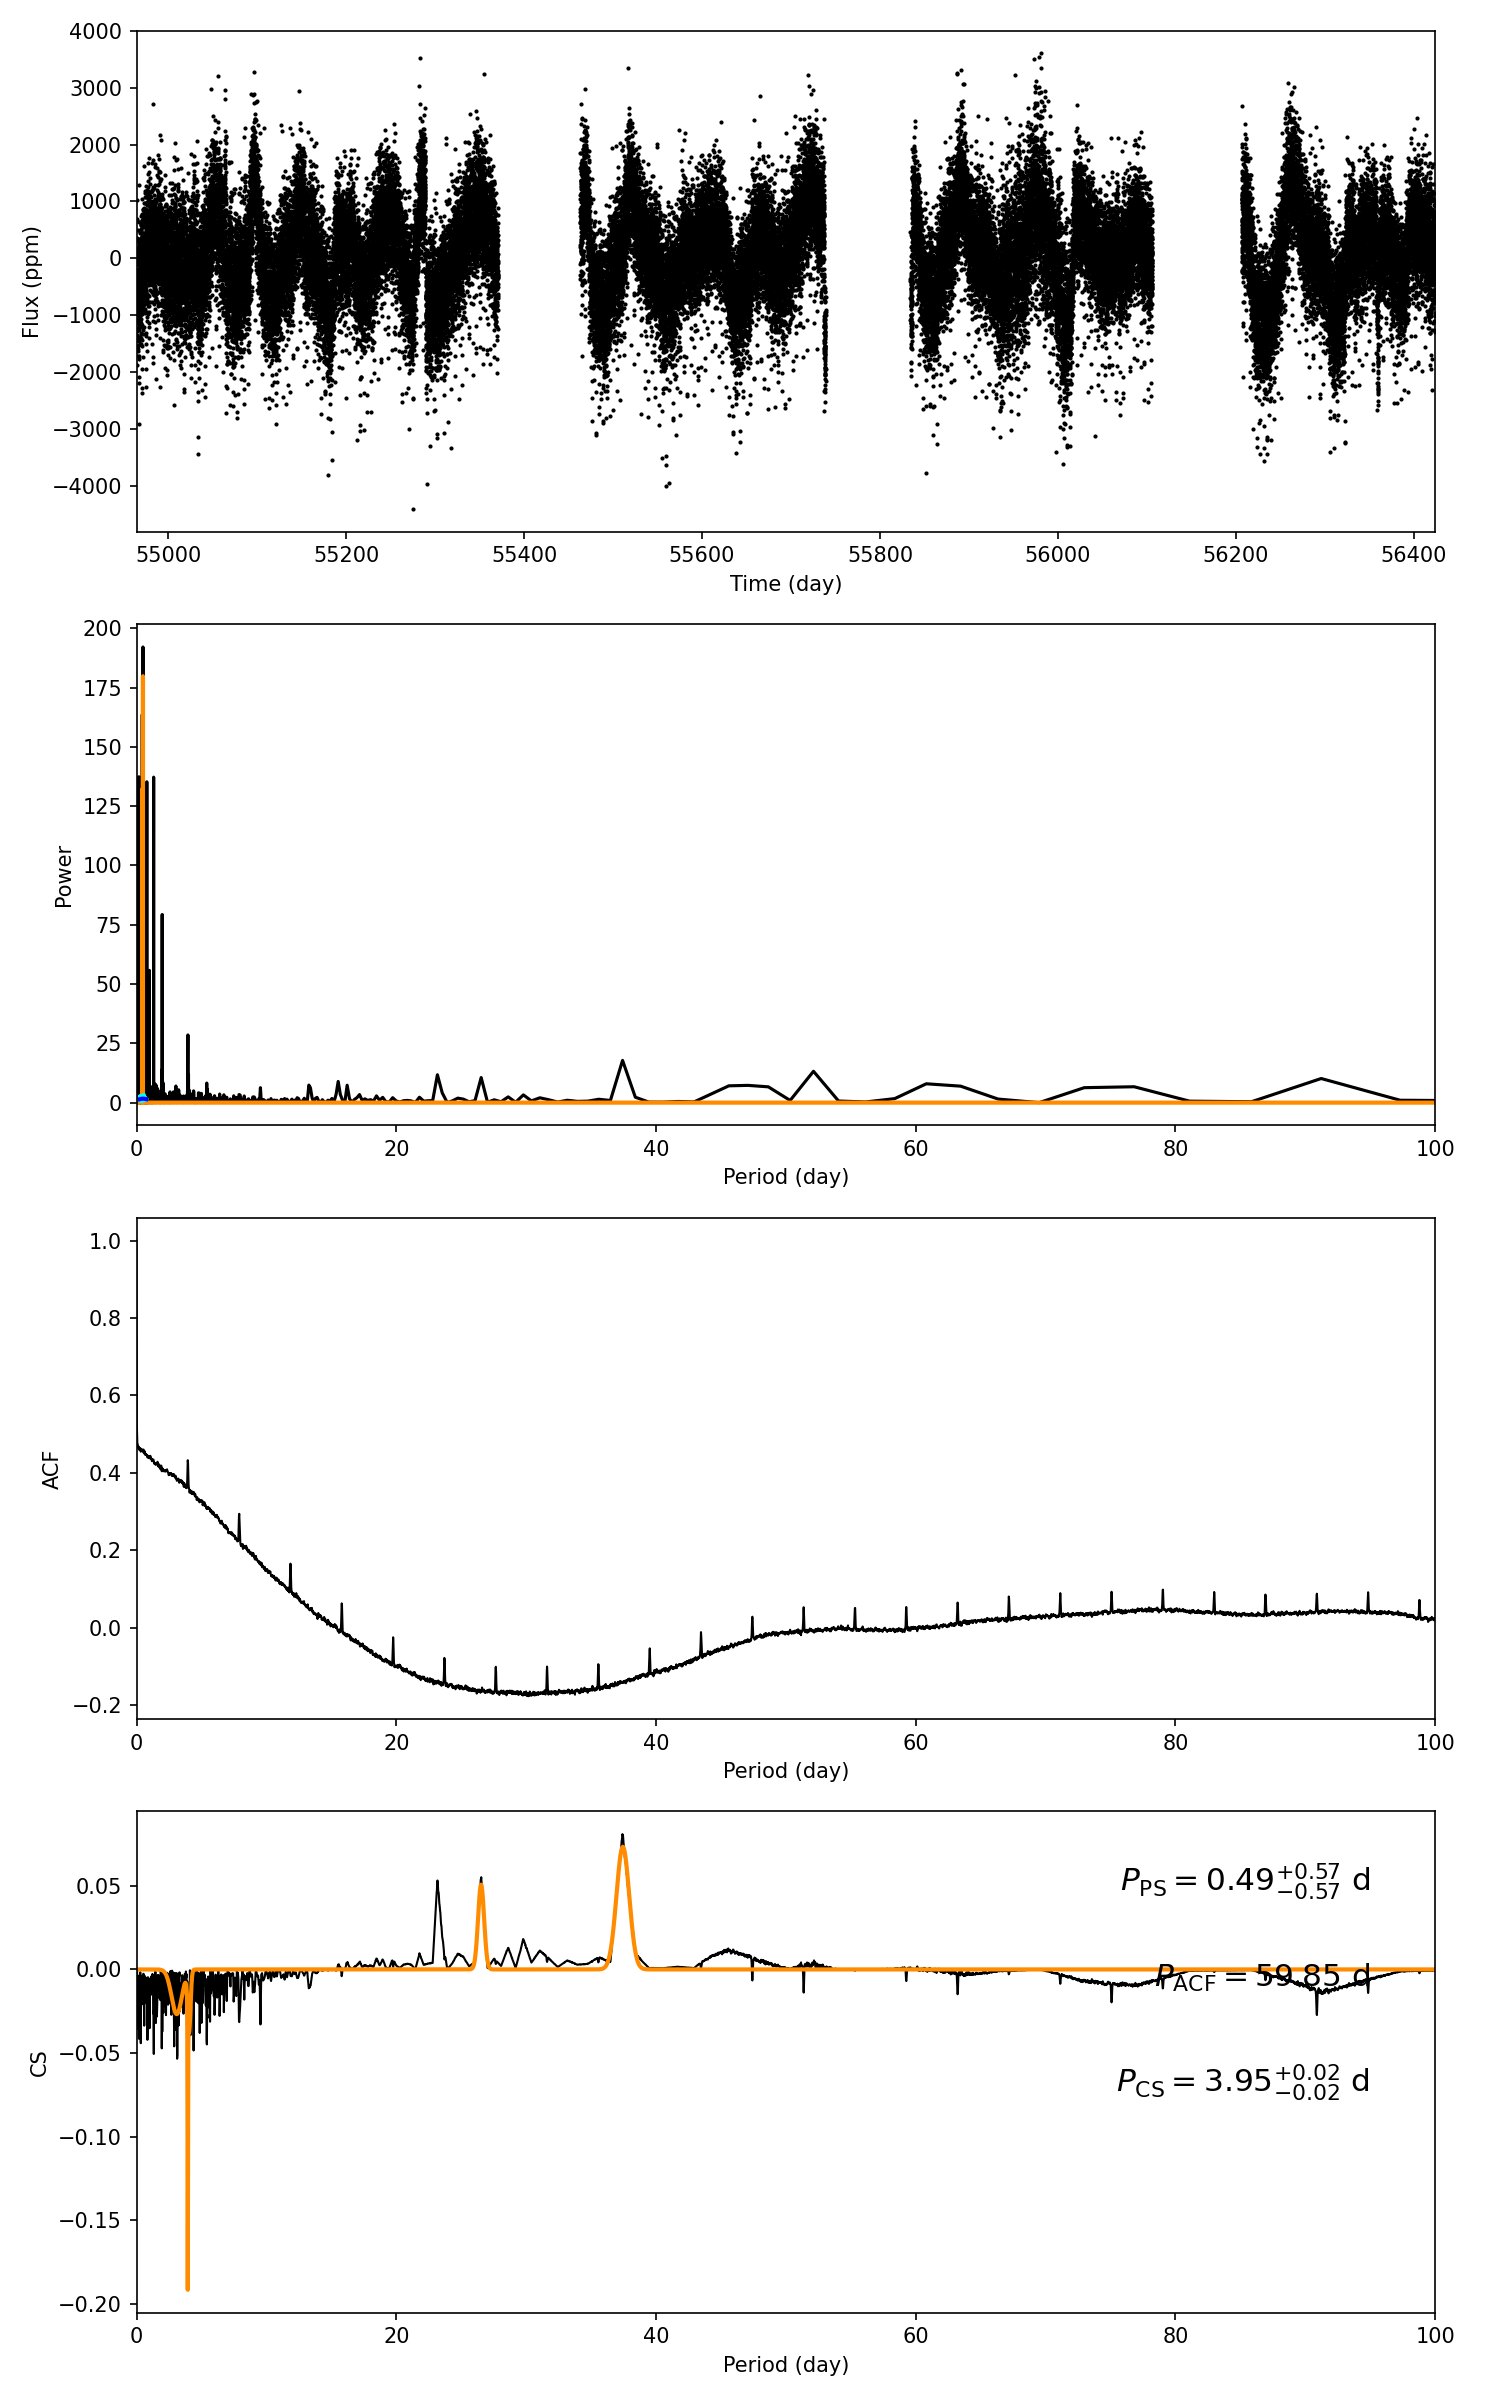 4000
3000
2000
1000
0
−1000
−2000
−3000
−4000
Flux (ppm)
55000 55200 55400 55600 55800 56000 56200 56400
Time (day)
200
175
150
125
100
75
50
25
0
Power
0 20 40 60 80 100
Period (day)
1.0
0.8
0.6
0.4
0.2
0.0
−0.2
ACF
0 20 40 60 80 100
Period (day)
0.05
0.00
−0.05
−0.10
−0.15
−0.20
CS
P_PS = 0.49 +0.57 −0.57 d
P_ACF = 59.85 d
P_CS = 3.95 +0.02 −0.02 d
0 20 40 60 80 100
Period (day)